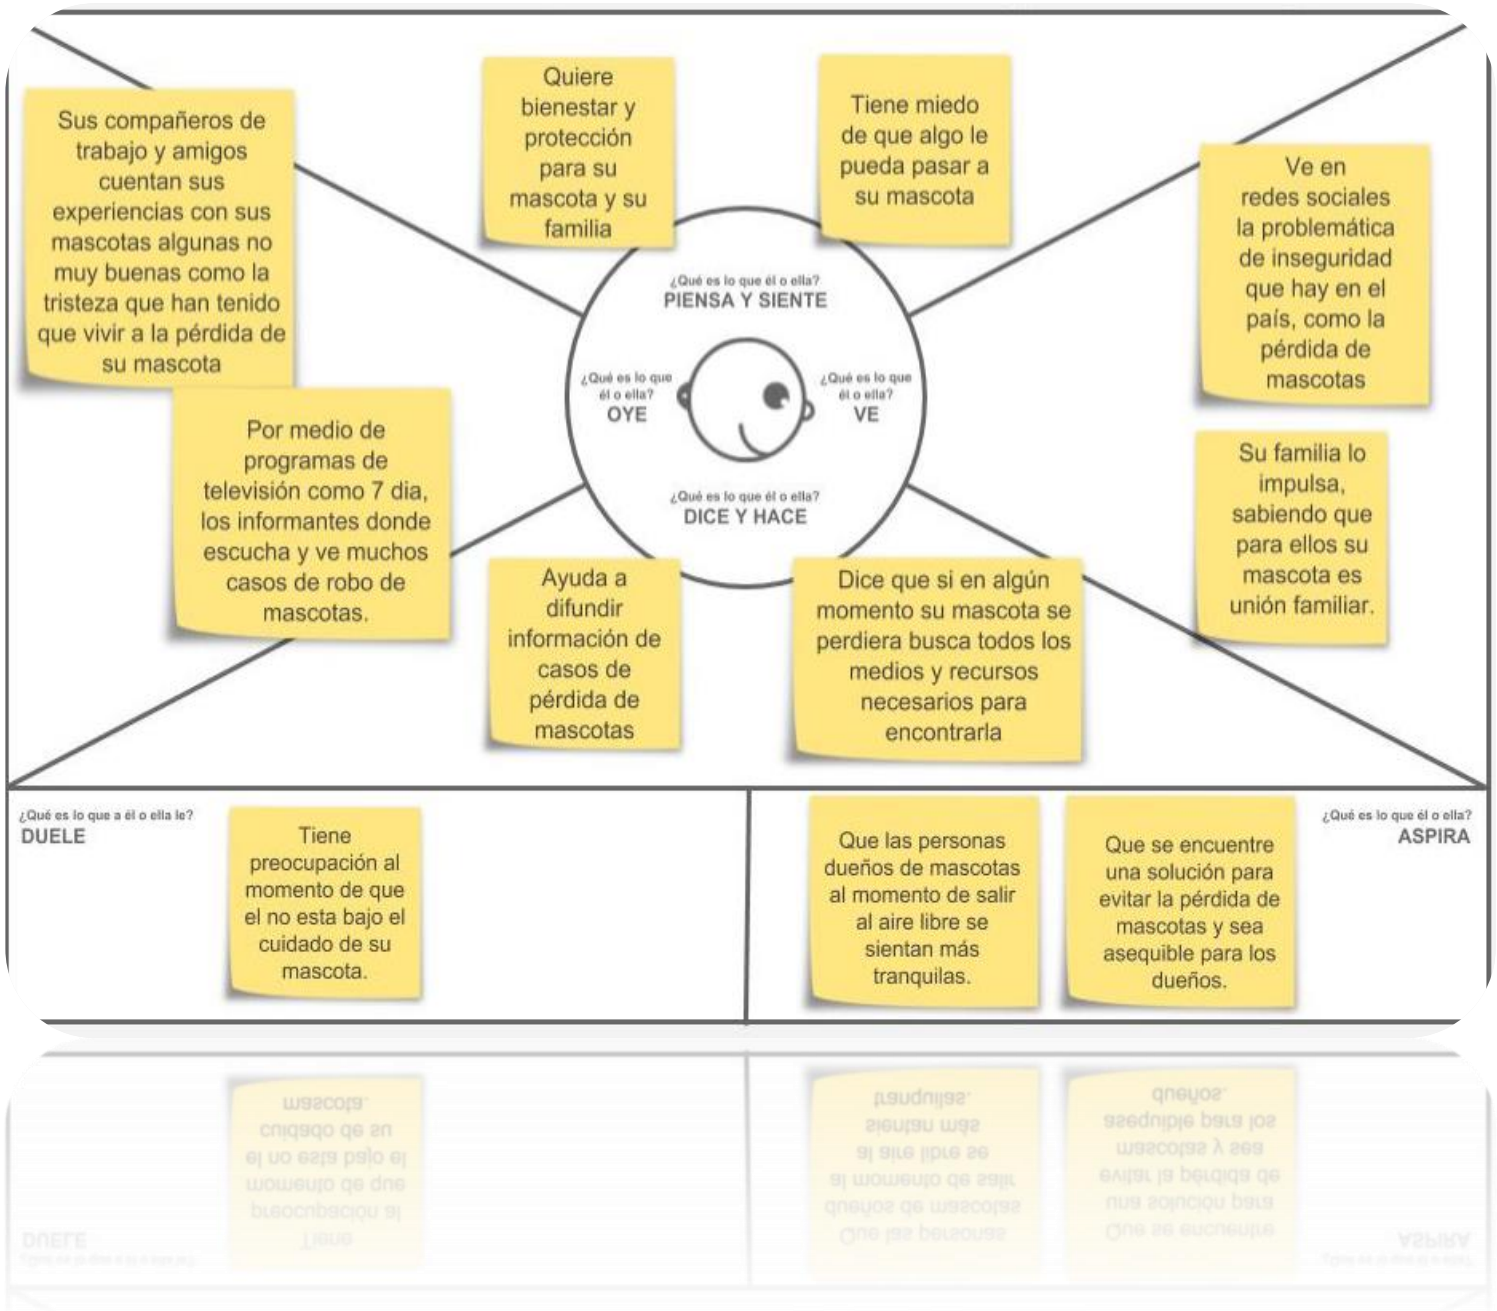 Sus compañeros de
trabajo y amigos
cuentan sus
experiencias con sus
mascotas algunas no
muy buenas como la
tristeza que han tenido
que vivir a la pérdida de
su mascota
Por medio de
programas de
televisión como 7 dia,
los informantes donde
escucha y ve muchos
casos de robo de
mascotas.
Quiere
bienestar y
protección
para su
mascota y su
familia
Tiene miedo
de que algo le
pueda pasar a
su mascota
Ve en
redes sociales
la problemática
de inseguridad
que hay en el
país, como la
pérdida de
mascotas
Su familia lo
impulsa,
sabiendo que
para ellos su
mascota es
unión familiar.
¿Qué es lo que él o ella?
PIENSA Y SIENTE
¿Qué es lo que
él o ella?
OYE
¿Qué es lo que
él o ella?
VE
¿Qué es lo que él o ella?
DICE Y HACE
Ayuda a
difundir
información de
casos de
pérdida de
mascotas
Dice que si en algún
momento su mascota se
perdiera busca todos los
medios y recursos
necesarios para
encontrarla
¿Qué es lo que a él o ella le?
DUELE
Tiene
preocupación al
momento de que
el no esta bajo el
cuidado de su
mascota.
Que las personas
dueños de mascotas
al momento de salir
al aire libre se
sientan más
tranquilas.
Que se encuentre
una solución para
evitar la pérdida de
mascotas y sea
asequible para los
dueños.
¿Qué es lo que él o ella?
ASPIRA